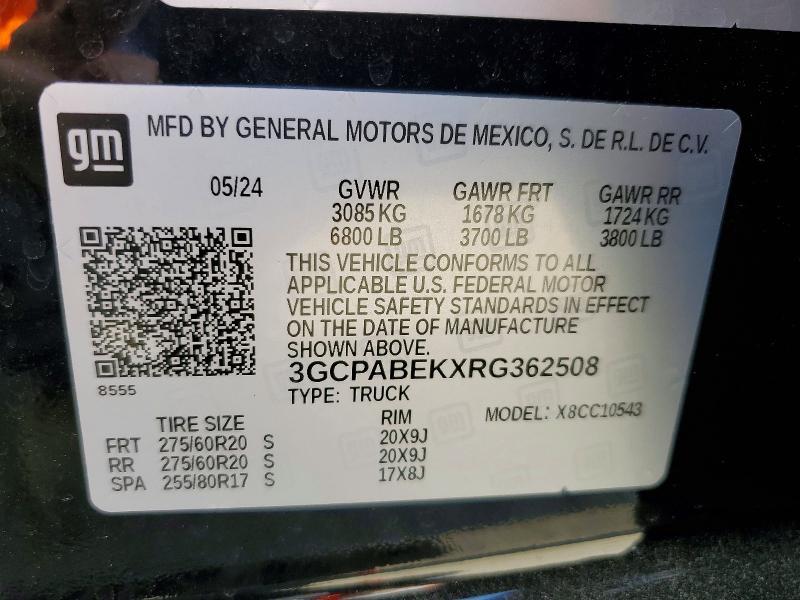 gm
MFD BY GENERAL MOTORS DE MEXICO, S. DE R.L. DE C.V.
05/24 GVWR GAWR FRT GAWR RR
3085 KG 1678 KG 1724 KG
6800 LB 3700 LB 3800 LB
THIS VEHICLE CONFORMS TO ALL
APPLICABLE U.S. FEDERAL MOTOR
VEHICLE SAFETY STANDARDS IN EFFECT
ON THE DATE OF MANUFACTURE
SHOWN ABOVE.
3GCPABEKXRG362508
8555
TYPE: TRUCK
TIRE SIZE RIM MODEL: X8CC10543
FRT 275/60R20 S 20X9J
RR 275/60R20 S 20X9J
SPA 255/80R17 S 17X8J